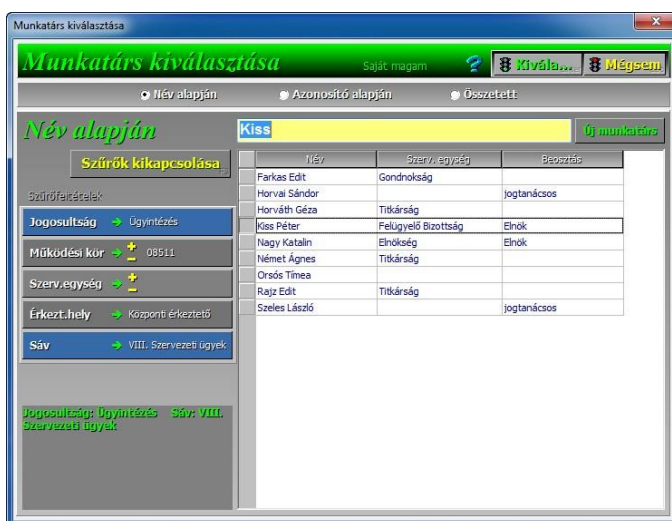 Munkatárs kiválasztása
Munkatárs kiválasztása Saját magam ? Kivála... Mégsem
Név alapján Azonosító alapján Összetett
Név alapján Kiss Új munkatárs
Szűrők kikapcsolása
Név Szerv. egység Beosztás
Farkas Edit Gondnokság
Szűrőfeltételek
Horvai Sándor jogtanácsos
Horváth Géza Titkárság
Jogosultság Ügyintézés
Kiss Péter Felügyelő Bizottság Elnök
Nagy Katalin Elnökség Elnök
Működési kör 08511
Német Ágnes Titkárság
Orsós Tímea
Szerv.egység
Rajz Edit Titkárság
Szeles László jogtanácsos
Érkezt.hely Központi érkeztető
Sáv VIII. Szervezeti ügyek
Jogosultság: Ügyintézés Sáv: VIII.
Szervezeti ügyek